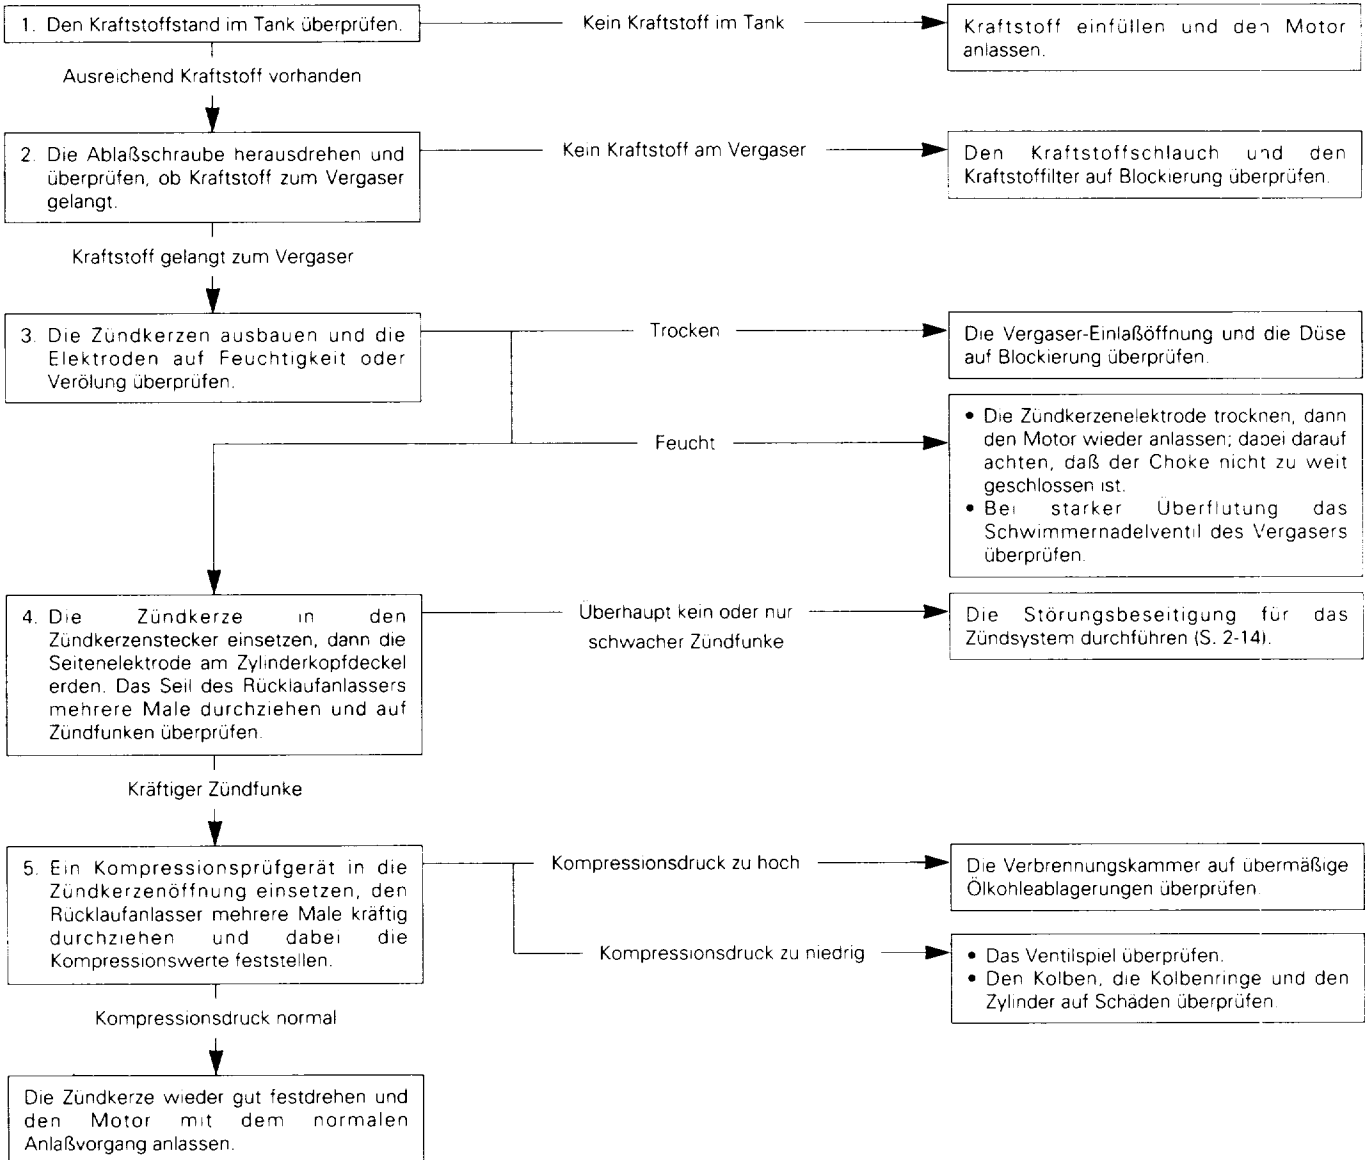 1. Den Kraftstoffstand im Tank überprüfen.
Kein Kraftstoff im Tank
Kraftstoff einfüllen und den Motor
anlassen.
Ausreichend Kraftstoff vorhanden
2. Die Ablaßschraube herausdrehen und
überprüfen, ob Kraftstoff zum Vergaser
gelangt.
Kein Kraftstoff am Vergaser
Den Kraftstoffschlauch und den
Kraftstoffilter auf Blockierung überprüfen.
Kraftstoff gelangt zum Vergaser
3. Die Zündkerzen ausbauen und die
Elektroden auf Feuchtigkeit oder
Verölung überprüfen.
Trocken
Die Vergaser-Einlaßöffnung und die Düse
auf Blockierung überprüfen.
Feucht
• Die Zündkerzenelektrode trocknen, dann
den Motor wieder anlassen; dabei darauf
achten, daß der Choke nicht zu weit
geschlossen ist.
• Bei starker Überflutung das
Schwimmernadelventil des Vergasers
überprüfen.
4. Die Zündkerze in den
Zündkerzenstecker einsetzen, dann die
Seitenelektrode am Zylinderkopfdeckel
erden. Das Seil des Rücklaufanlassers
mehrere Male durchziehen und auf
Zündfunken überprüfen.
Überhaupt kein oder nur
schwacher Zündfunke
Die Störungsbeseitigung für das
Zündsystem durchführen (S. 2-14).
Kräftiger Zündfunke
5. Ein Kompressionsprüfgerät in die
Zündkerzenöffnung einsetzen, den
Rücklaufanlasser mehrere Male kräftig
durchziehen und dabei die
Kompressionswerte feststellen.
Kompressionsdruck zu hoch
Die Verbrennungskammer auf übermäßige
Ölkohleablagerungen überprüfen.
Kompressionsdruck zu niedrig
• Das Ventilspiel überprüfen.
• Den Kolben, die Kolbenringe und den
Zylinder auf Schäden überprüfen.
Kompressionsdruck normal
Die Zündkerze wieder gut festdrehen und
den Motor mit dem normalen
Anlaßvorgang anlassen.